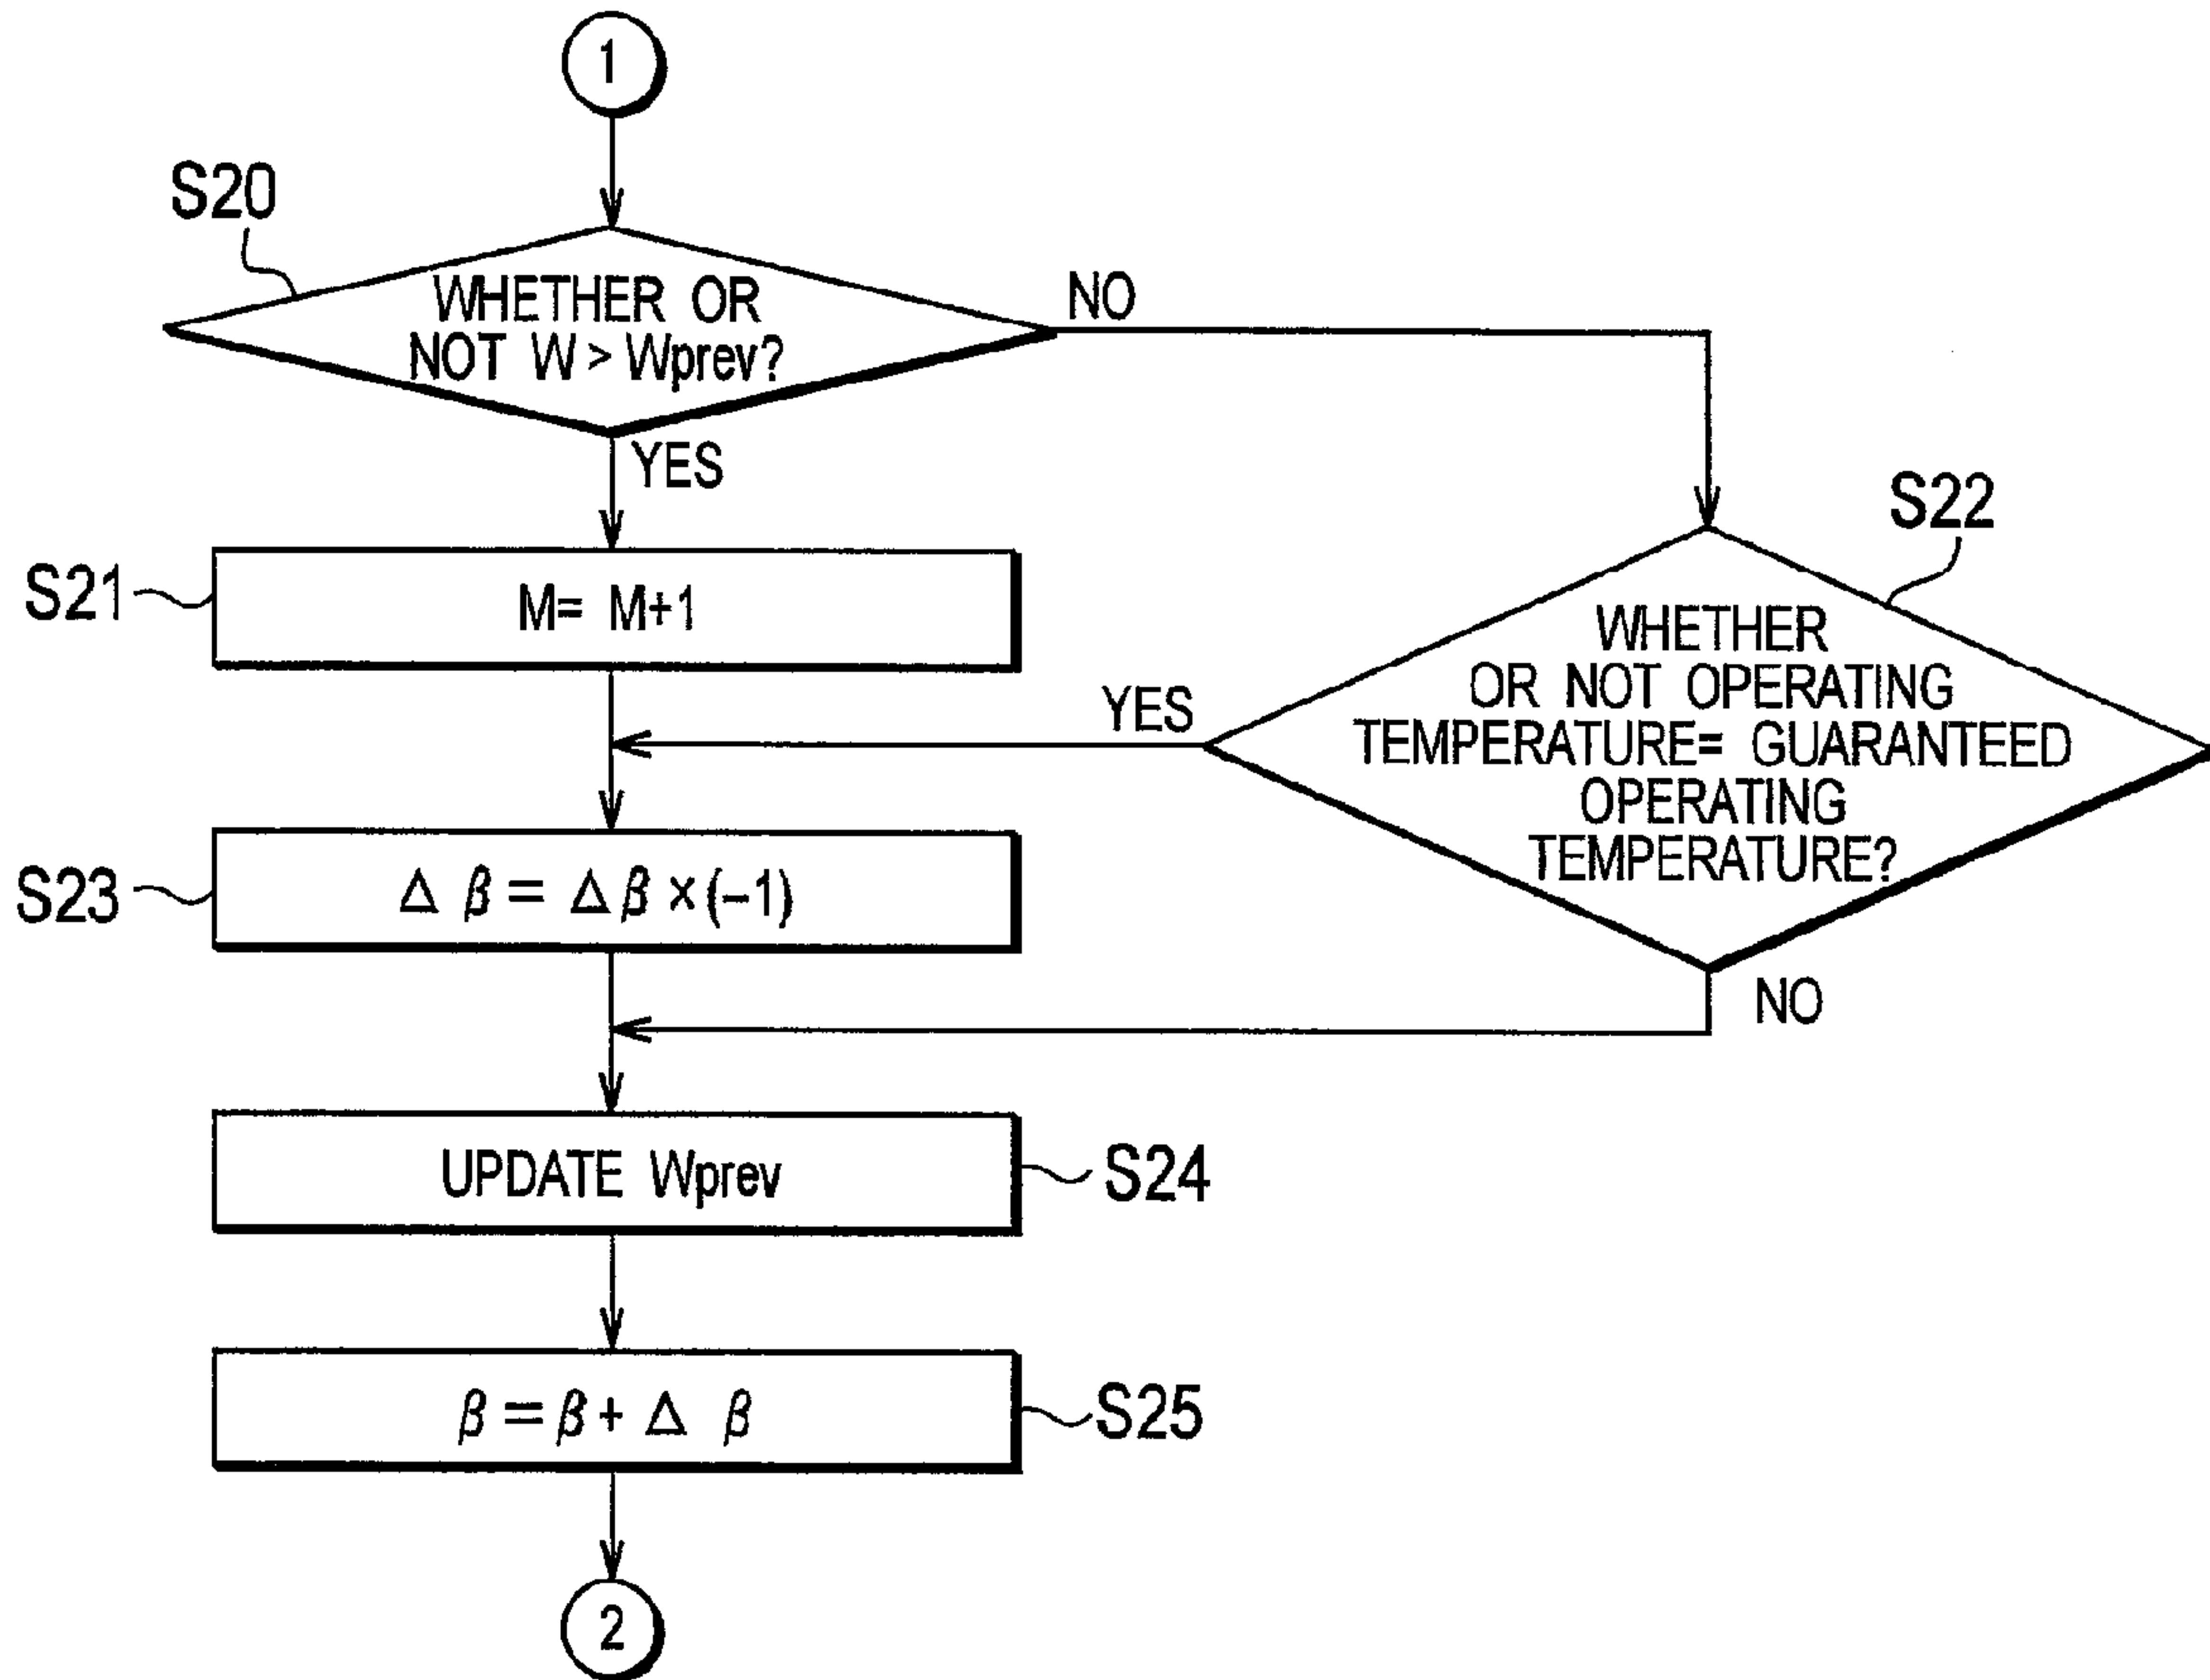 1
S20
WHETHER OR
NOT W > Wprev?
NO
YES
S21
M= M+1
S22
WHETHER
OR NOT OPERATING
TEMPERATURE= GUARANTEED
OPERATING
TEMPERATURE?
YES
NO
S23
Δ β = Δ β ×(−1)
UPDATE Wprev
S24
β = β + Δ β
S25
2